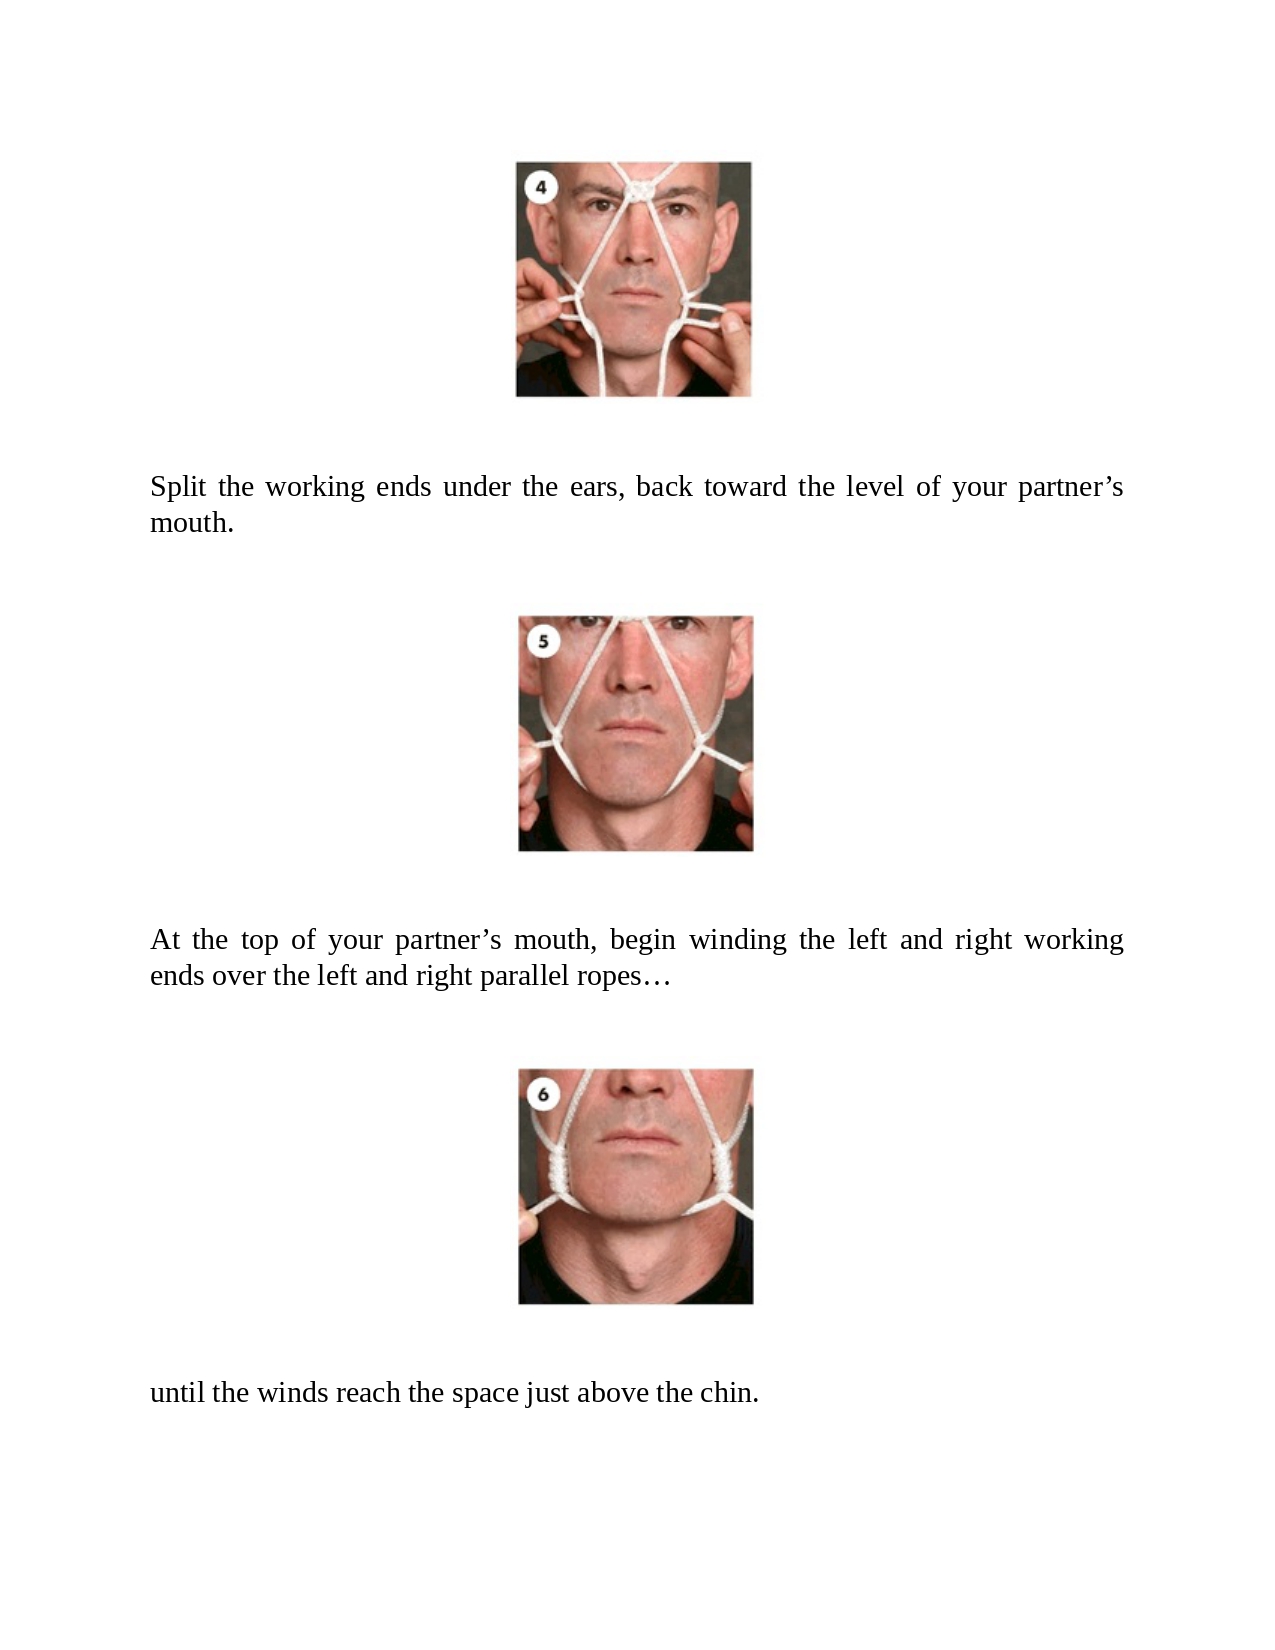 4
Split the working ends under the ears, back toward the level of your partner’s
mouth.
5
At the top of your partner’s mouth, begin winding the left and right working
ends over the left and right parallel ropes…
6
until the winds reach the space just above the chin.